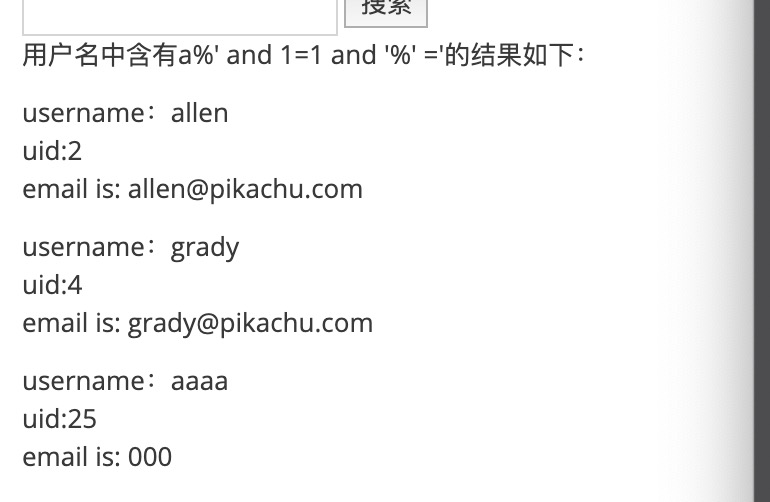 搜索
用户名中含有a%' and 1=1 and '%' ='的结果如下：
username：allen
uid:2
email is: allen@pikachu.com
username：grady
uid:4
email is: grady@pikachu.com
username：aaaa
uid:25
email is: 000